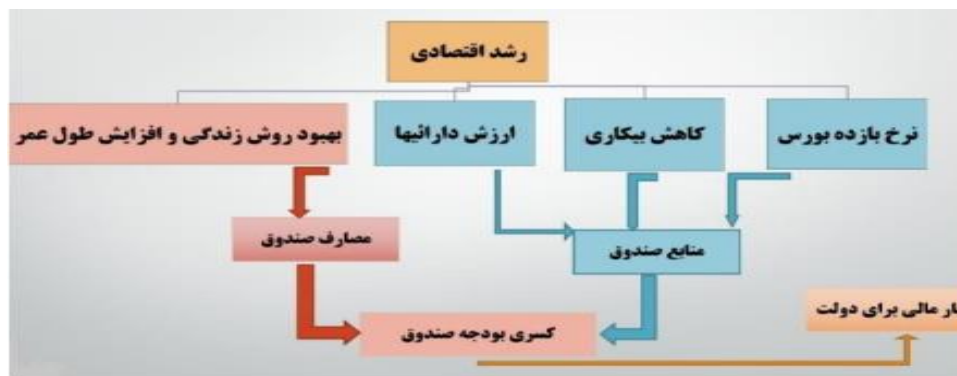 رشد اقتصادی
نرخ بازده بورس
کاهش بیکاری
ارزش دارائیها
بهبود روش زندگی و افزایش طول عمر
منابع صندوق
مصارف صندوق
ار مالی برای دولت
کسری بودجه صندوق